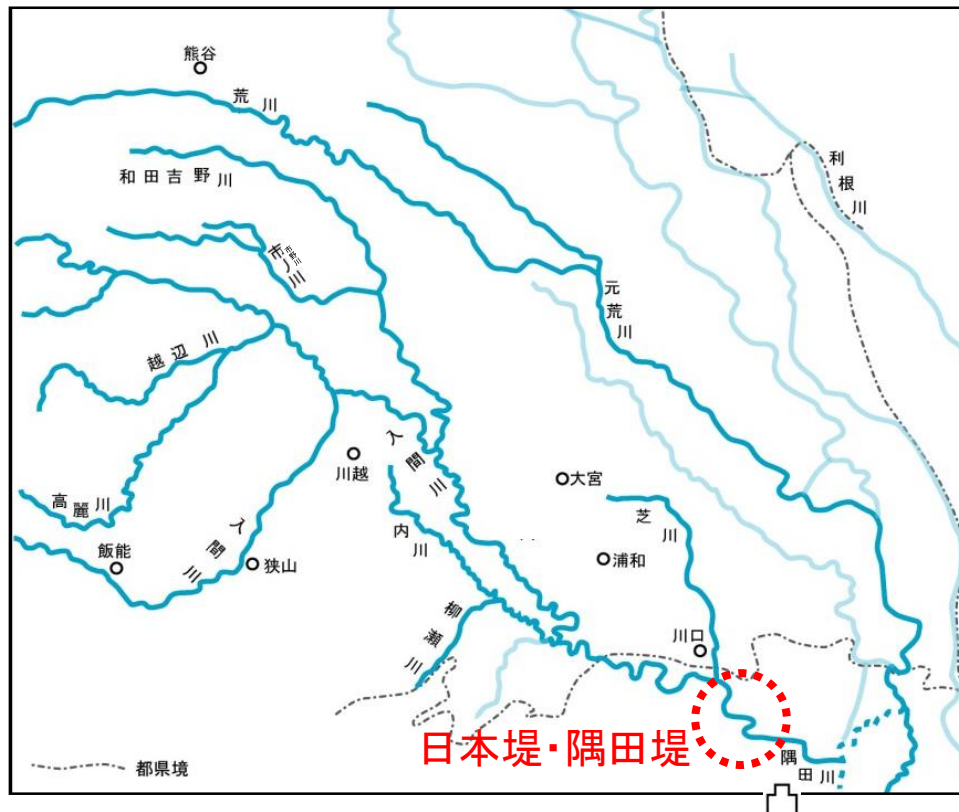 熊谷
荒川
和田吉野川
市ノ川
市野川
利根川
元荒川
越辺川
入間川
川越
大宮
高麗川
芝川
内川
飯能
入間川
狭山
浦和
柳瀬川
川口
日本堤・隅田堤
隅田川
都県境